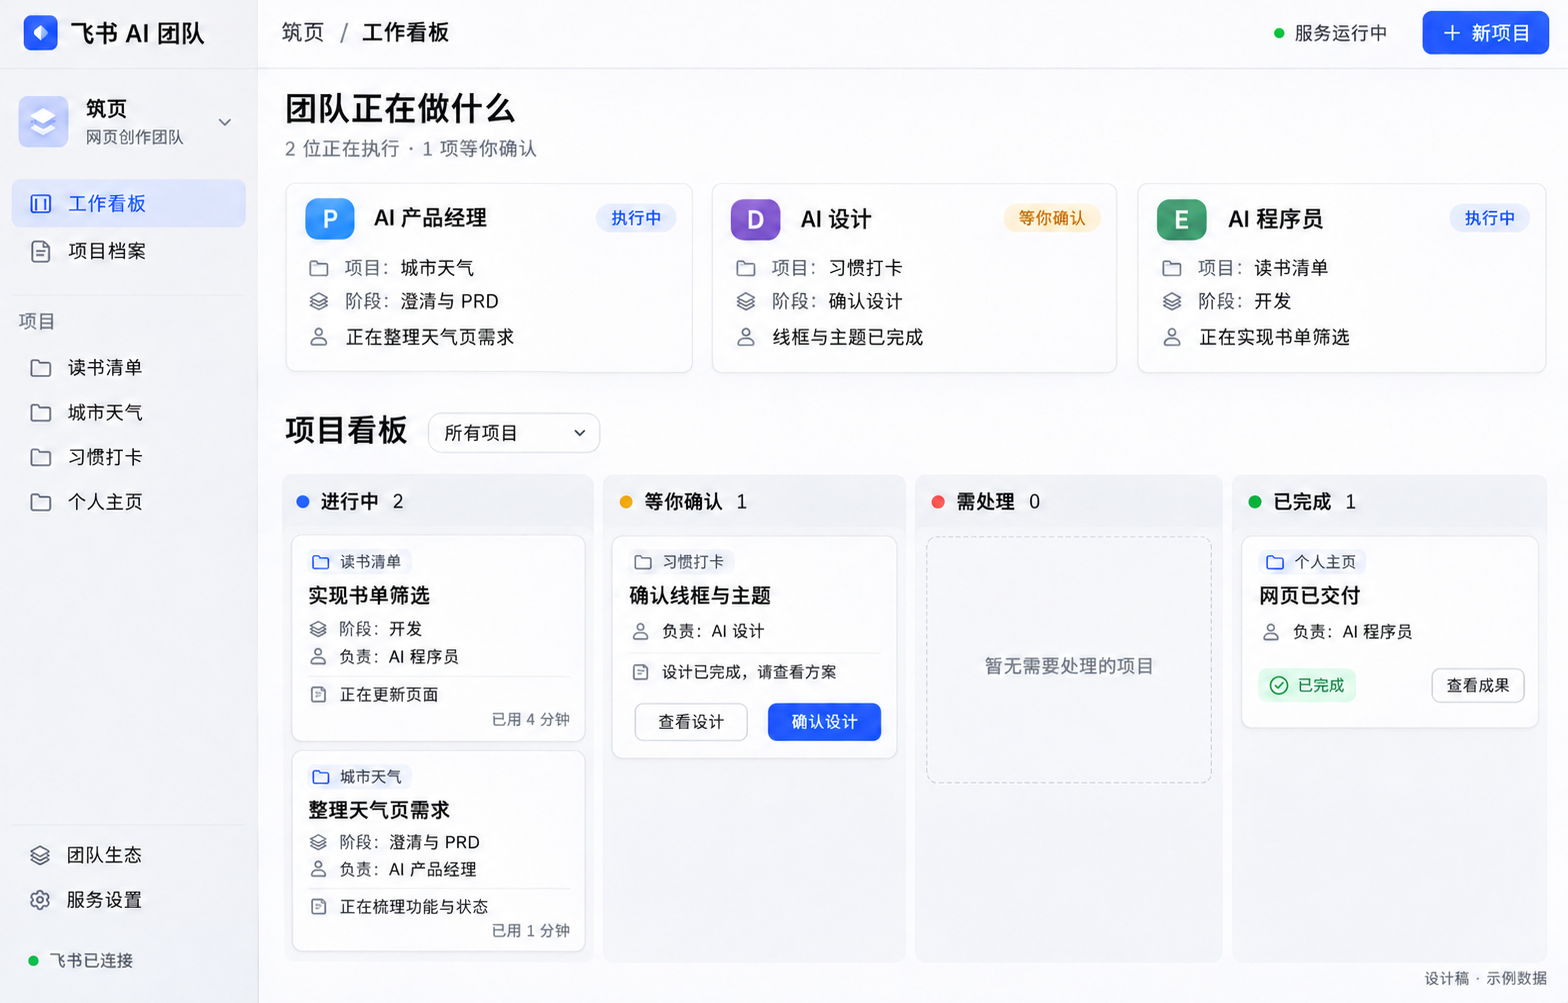 飞书 AI 团队
筑页 / 工作看板
服务运行中
新项目
筑页
网页创作团队
工作看板
项目档案
项目
读书清单
城市天气
习惯打卡
个人主页
团队生态
服务设置
飞书已连接
团队正在做什么
2 位正在执行 · 1 项等你确认
P AI 产品经理 执行中
项目：城市天气
阶段：澄清与 PRD
正在整理天气页需求
D AI 设计 等你确认
项目：习惯打卡
阶段：确认设计
线框与主题已完成
E AI 程序员 执行中
项目：读书清单
阶段：开发
正在实现书单筛选
项目看板 所有项目
进行中 2
读书清单
实现书单筛选
阶段：开发
负责：AI 程序员
正在更新页面
已用 4 分钟
城市天气
整理天气页需求
阶段：澄清与 PRD
负责：AI 产品经理
正在梳理功能与状态
已用 1 分钟
等你确认 1
习惯打卡
确认线框与主题
负责：AI 设计
设计已完成，请查看方案
查看设计 确认设计
需处理 0
暂无需要处理的项目
已完成 1
个人主页
网页已交付
负责：AI 程序员
已完成 查看成果
设计稿 · 示例数据